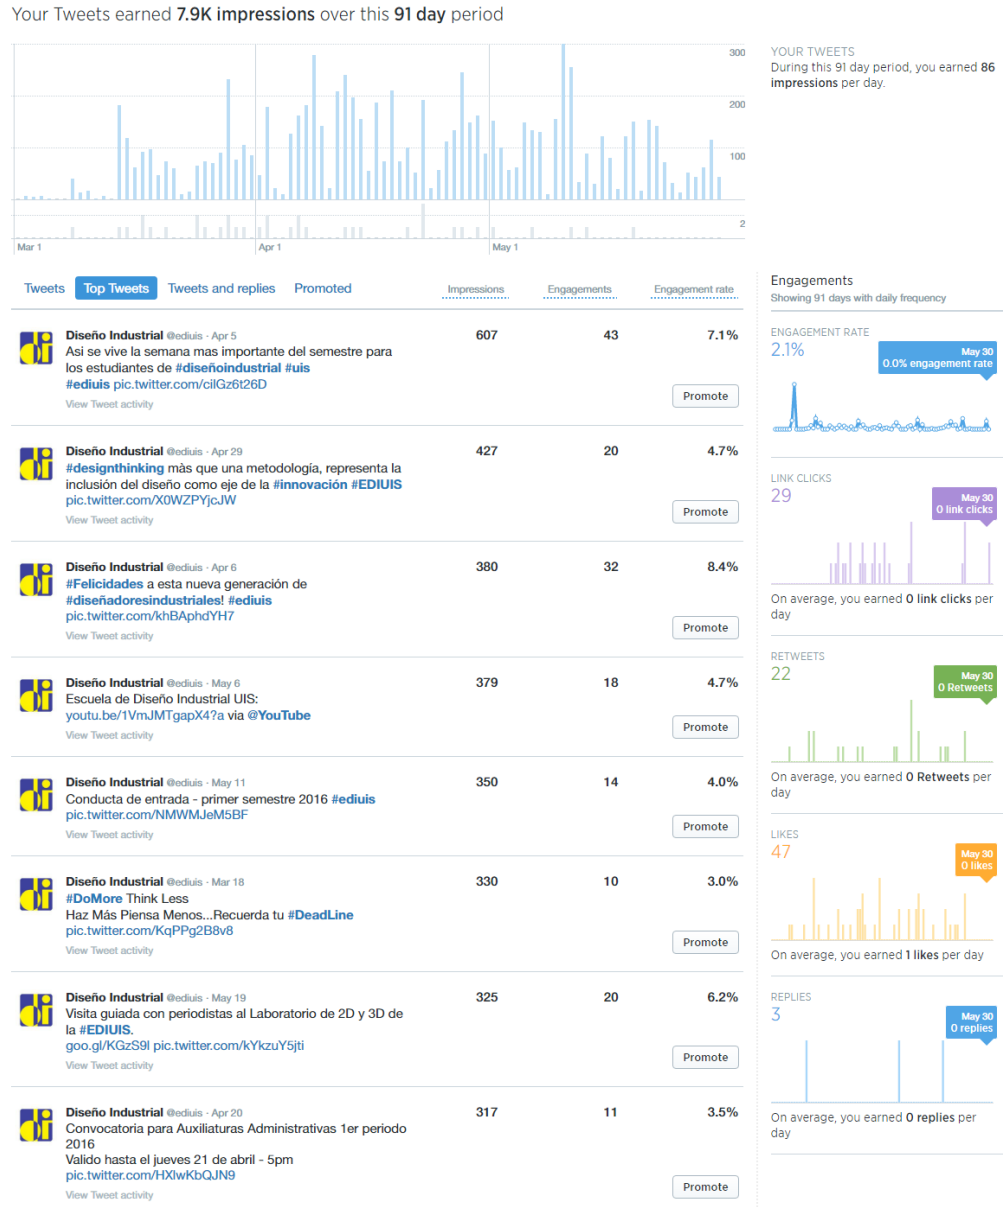 Your Tweets earned 7.9K impressions over this 91 day period
300
200
100
2
Mar 1
Apr 1
May 1
YOUR TWEETS
During this 91 day period, you earned 86
impressions per day.
Tweets
Top Tweets
Tweets and replies
Promoted
Impressions
Engagements
Engagement rate
Diseño Industrial @ediuis · Apr 5
607
43
7.1%
Asi se vive la semana mas importante del semestre para
los estudiantes de #diseñoindustrial #uis
#ediuis pic.twitter.com/cilGz6t26D
View Tweet activity
Promote
Diseño Industrial @ediuis · Apr 29
427
20
4.7%
#designthinking màs que una metodología, representa la
inclusión del diseño como eje de la #innovación #EDIUIS
pic.twitter.com/X0WZPYjcJW
View Tweet activity
Promote
Diseño Industrial @ediuis · Apr 6
380
32
8.4%
#Felicidades a esta nueva generación de
#diseñadoresindustriales! #ediuis
pic.twitter.com/khBAphdYH7
View Tweet activity
Promote
Diseño Industrial @ediuis · May 6
379
18
4.7%
Escuela de Diseño Industrial UIS:
youtu.be/1VmJMTgapX4?a via @YouTube
View Tweet activity
Promote
Diseño Industrial @ediuis · May 11
350
14
4.0%
Conducta de entrada - primer semestre 2016 #ediuis
pic.twitter.com/NMWMJeM5BF
View Tweet activity
Promote
Diseño Industrial @ediuis · Mar 18
330
10
3.0%
#DoMore Think Less
Haz Más Piensa Menos...Recuerda tu #DeadLine
pic.twitter.com/KqPPg2B8v8
View Tweet activity
Promote
Diseño Industrial @ediuis · May 19
325
20
6.2%
Visita guiada con periodistas al Laboratorio de 2D y 3D de
la #EDIUIS.
goo.gl/KGzS9l pic.twitter.com/kYkzuY5jti
View Tweet activity
Promote
Diseño Industrial @ediuis · Apr 20
317
11
3.5%
Convocatoria para Auxiliaturas Administrativas 1er periodo
2016
Valido hasta el jueves 21 de abril - 5pm
pic.twitter.com/HXlwKbQJN9
View Tweet activity
Promote
Engagements
Showing 91 days with daily frequency
ENGAGEMENT RATE
2.1%
May 30
0.0% engagement rate
LINK CLICKS
29
May 30
0 link clicks
On average, you earned 0 link clicks per
day
RETWEETS
22
May 30
0 Retweets
On average, you earned 0 Retweets per
day
LIKES
47
May 30
0 likes
On average, you earned 1 likes per day
REPLIES
3
May 30
0 replies
On average, you earned 0 replies per
day